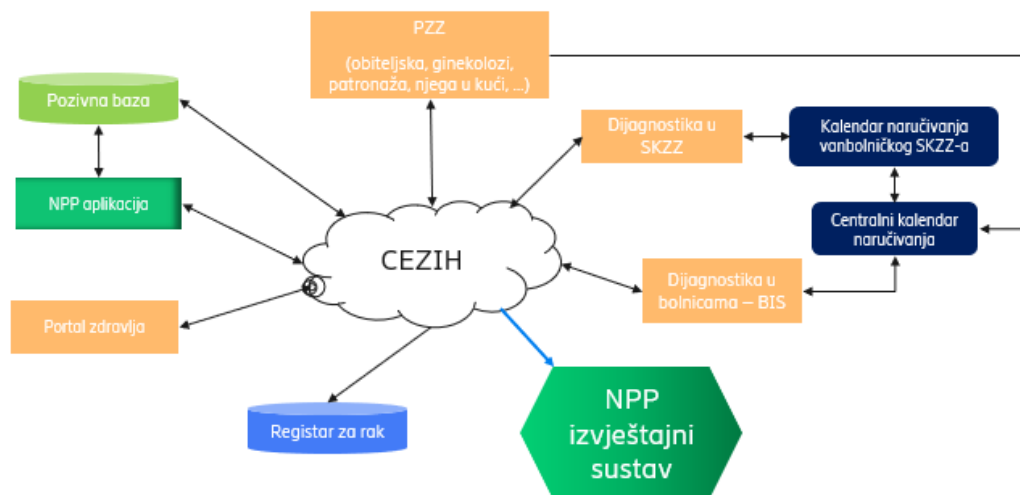 PZZ
(obiteljska, ginekolozi,
patronaža, njega u kući, ...)
Pozivna baza
Dijagnostika u
SKZZ
Kalendar naručivanja
vanbolničkog SKZZ-a
NPP aplikacija
Centralni kalendar
naručivanja
CEZIH
Dijagnostika u
bolnicama – BIS
Portal zdravlja
Registar za rak
NPP
izvještajni
sustav